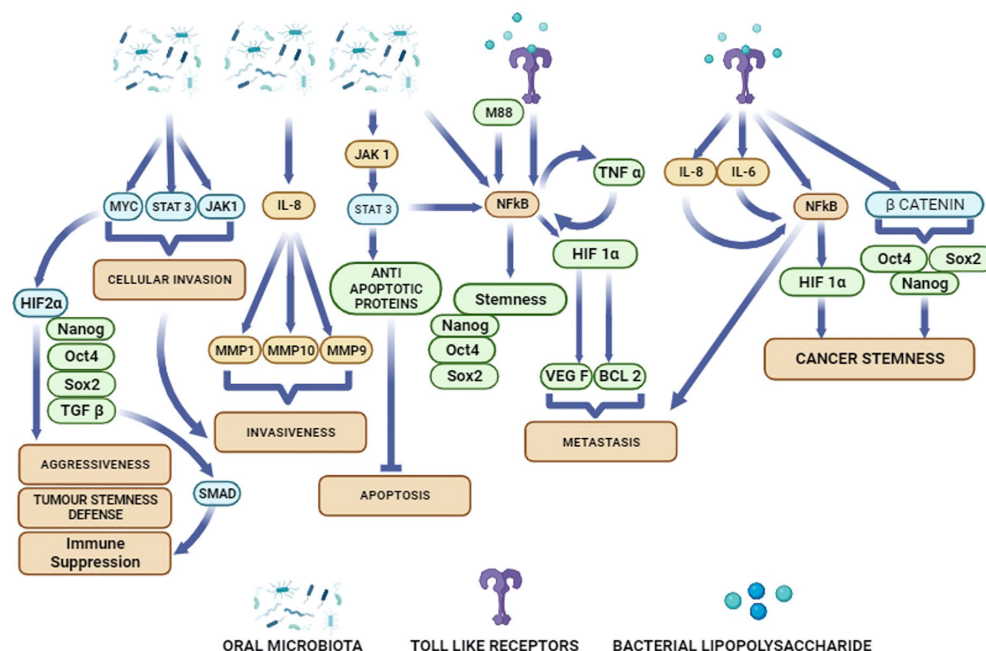 M88
JAK 1
TNF α
IL-8
IL-6
MYC
STAT 3
JAK1
IL-8
STAT 3
NFkB
NFkB
β CATENIN
CELLULAR INVASION
ANTI
APOPTOTIC
PROTEINS
HIF 1α
Oct4
Sox2
HIF 1α
Nanog
HIF2α
Stemness
Nanog
Nanog
Oct4
Oct4
MMP1
MMP10
MMP9
CANCER STEMNESS
Sox2
Sox2
VEG F
BCL 2
TGF β
INVASIVENESS
METASTASIS
AGGRESSIVENESS
SMAD
APOPTOSIS
TUMOUR STEMNESS
DEFENSE
Immune
Suppression
ORAL MICROBIOTA
TOLL LIKE RECEPTORS
BACTERIAL LIPOPOLYSACCHARIDE